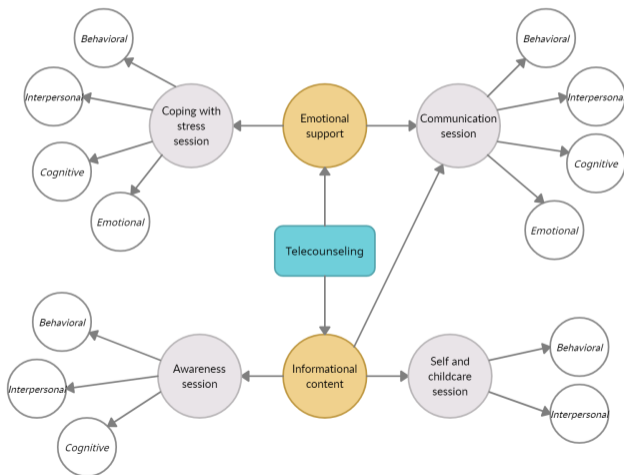 Behavioral
Interpersonal
Cognitive
Emotional
Coping with
stress
session
Emotional
support
Communication
session
Behavioral
Interpersonal
Cognitive
Emotional
Telecounseling
Behavioral
Interpersonal
Cognitive
Awareness
session
Informational
content
Self and
childcare
session
Behavioral
Interpersonal